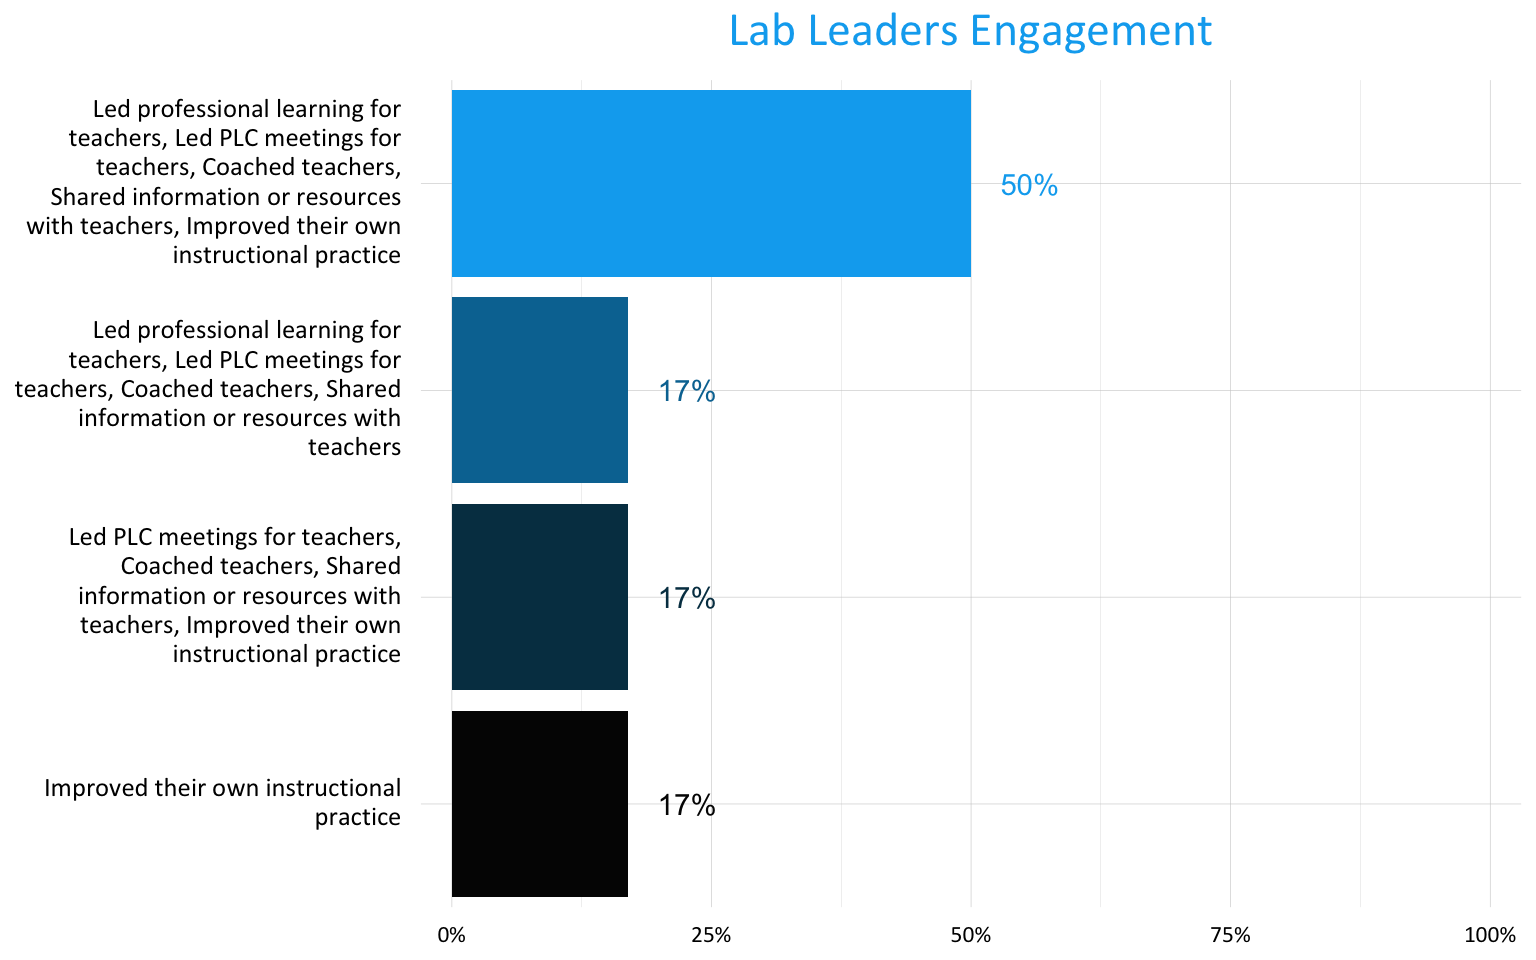 Lab Leaders Engagement
Led professional learning for
teachers, Led PLC meetings for
teachers, Coached teachers,
Shared information or resources
with teachers, Improved their own
instructional practice
50%
Led professional learning for
teachers, Led PLC meetings for
teachers, Coached teachers, Shared
information or resources with
teachers
17%
Led PLC meetings for teachers,
Coached teachers, Shared
information or resources with
teachers, Improved their own
instructional practice
17%
Improved their own instructional
practice
17%
0% 25% 50% 75% 100%